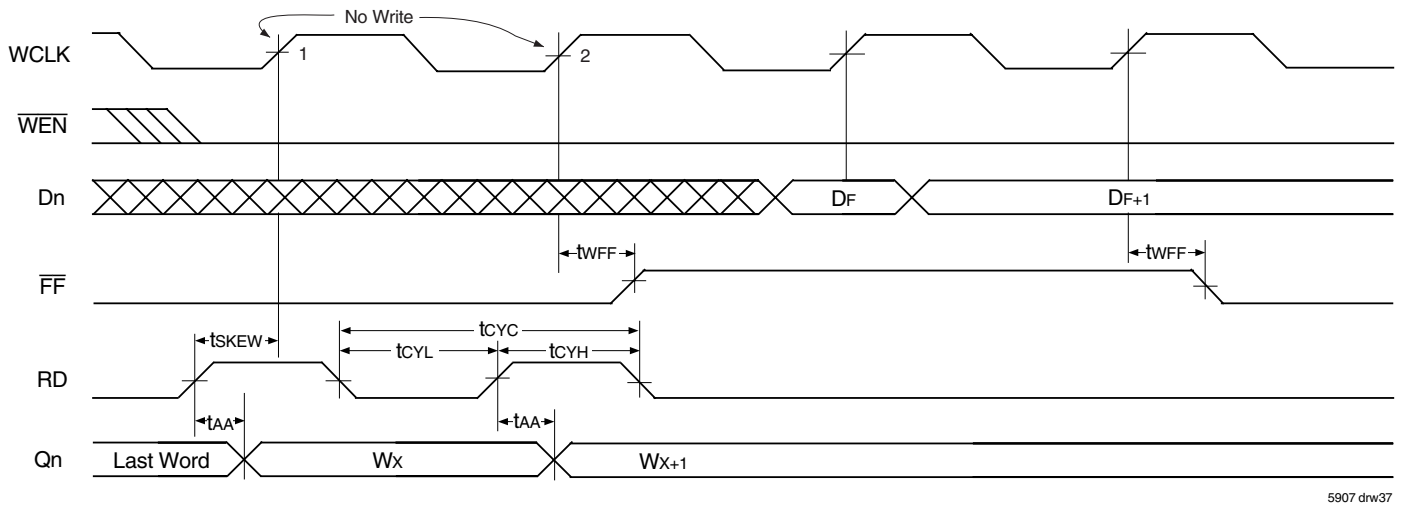 No Write
WCLK 1 2
WEN
Dn DF DF+1
tWFF tWFF
FF
tCYC
tSKEW tCYL tCYH
RD
tAA tAA
Qn Last Word WX WX+1
5907 drw37